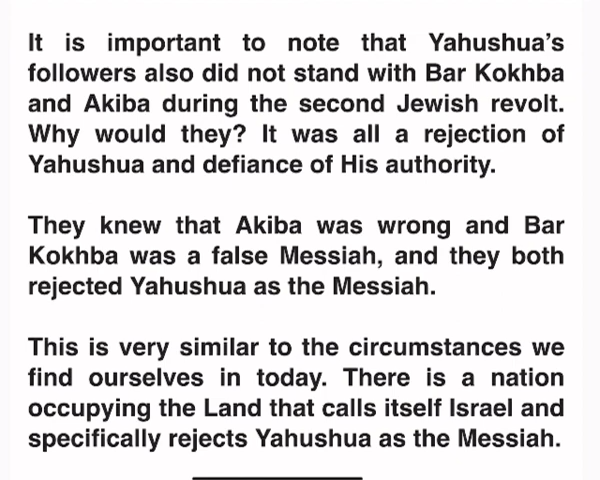 It is important to note that Yahushua's
followers also did not stand with Bar Kokhba
and Akiba during the second Jewish revolt.
Why would they? It was all a rejection of
Yahushua and defiance of His authority.
They knew that Akiba was wrong and Bar
Kokhba was a false Messiah, and they both
rejected Yahushua as the Messiah.
This is very similar to the circumstances we
find ourselves in today. There is a nation
occupying the Land that calls itself Israel and
specifically rejects Yahushua as the Messiah.